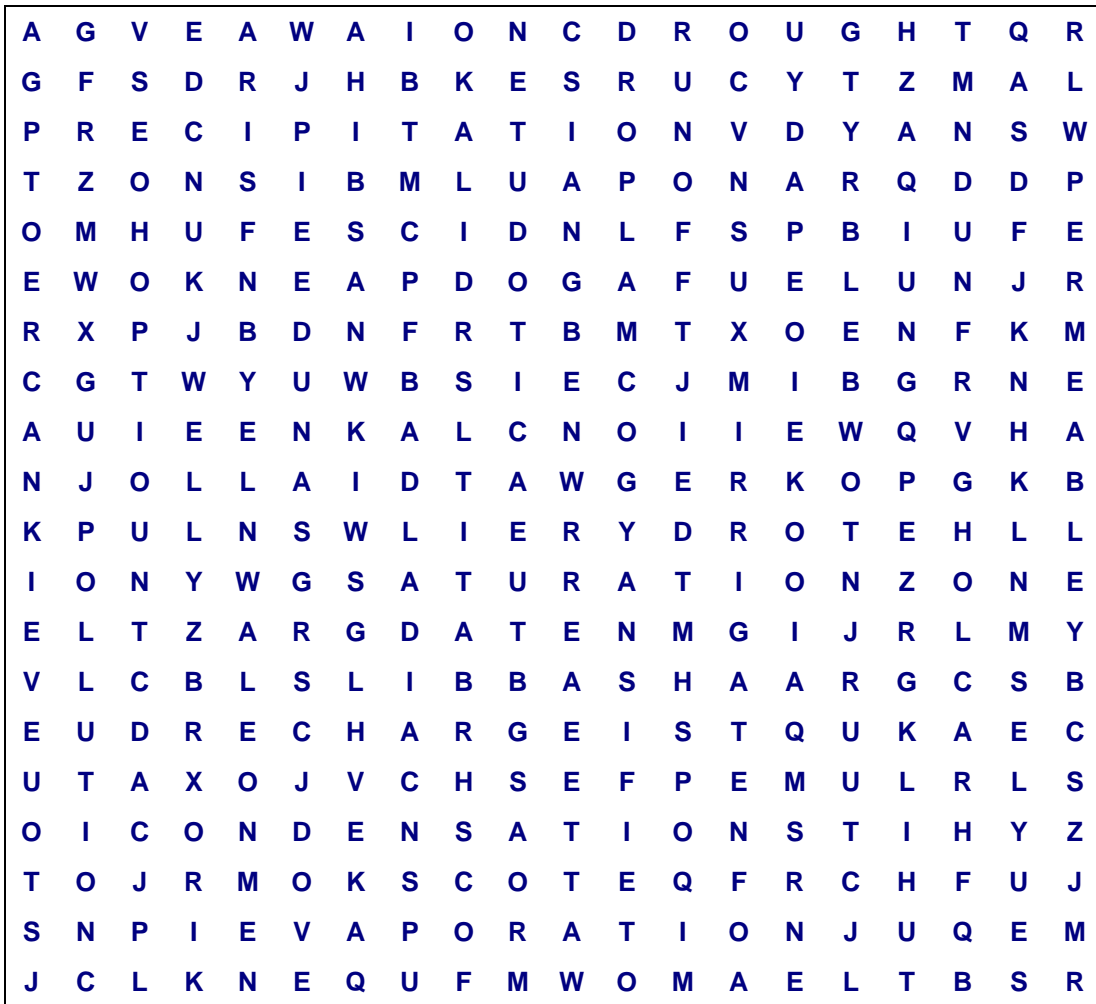 A G V E A W A I O N C D R O U G H T Q R
G F S D R J H B K E S R U C Y T Z M A L
P R E C I P I T A T I O N V D Y A N S W
T Z O N S I B M L U A P O N A R Q D D P
O M H U F E S C I D N L F S P B I U F E
E W O K N E A P D O G A F U E L U N J R
R X P J B D N F R T B M T X O E N F K M
C G T W Y U W B S I E C J M I B G R N E
A U I E E N K A L C N O I I E W Q V H A
N J O L L A I D T A W G E R K O P G K B
K P U L N S W L I E R Y D R O T E H L L
I O N Y W G S A T U R A T I O N Z O N E
E L T Z A R G D A T E N M G I J R L M Y
V L C B L S L I B B A S H A A R G C S B
E U D R E C H A R G E I S T Q U K A E C
U T A X O J V C H S E F P E M U L R L S
O I C O N D E N S A T I O N S T I H Y Z
T O J R M O K S C O T E Q F R C H F U J
S N P I E V A P O R A T I O N J U Q E M
J C L K N E Q U F M W O M A E L T B S R